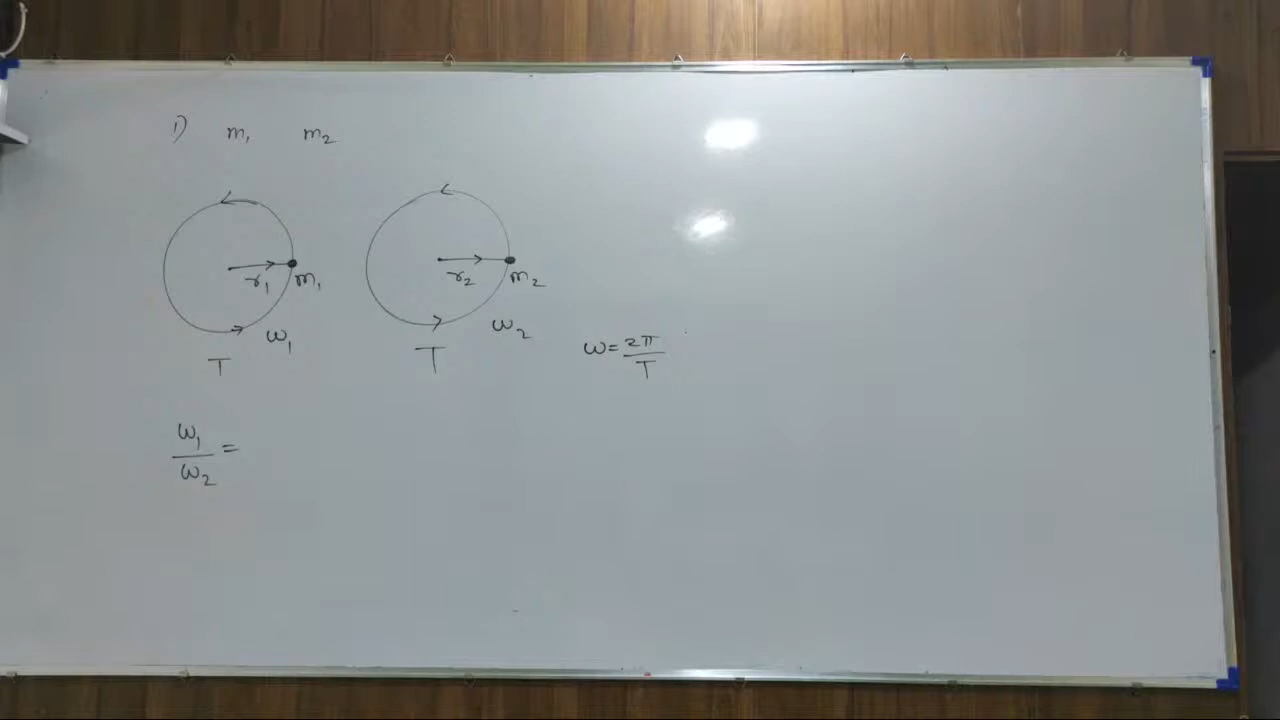 1) m₁ m₂
r₁ m₁
r₂ m₂
ω₁
ω₂
T
T
ω = 2π/T
ω₁/ω₂ =